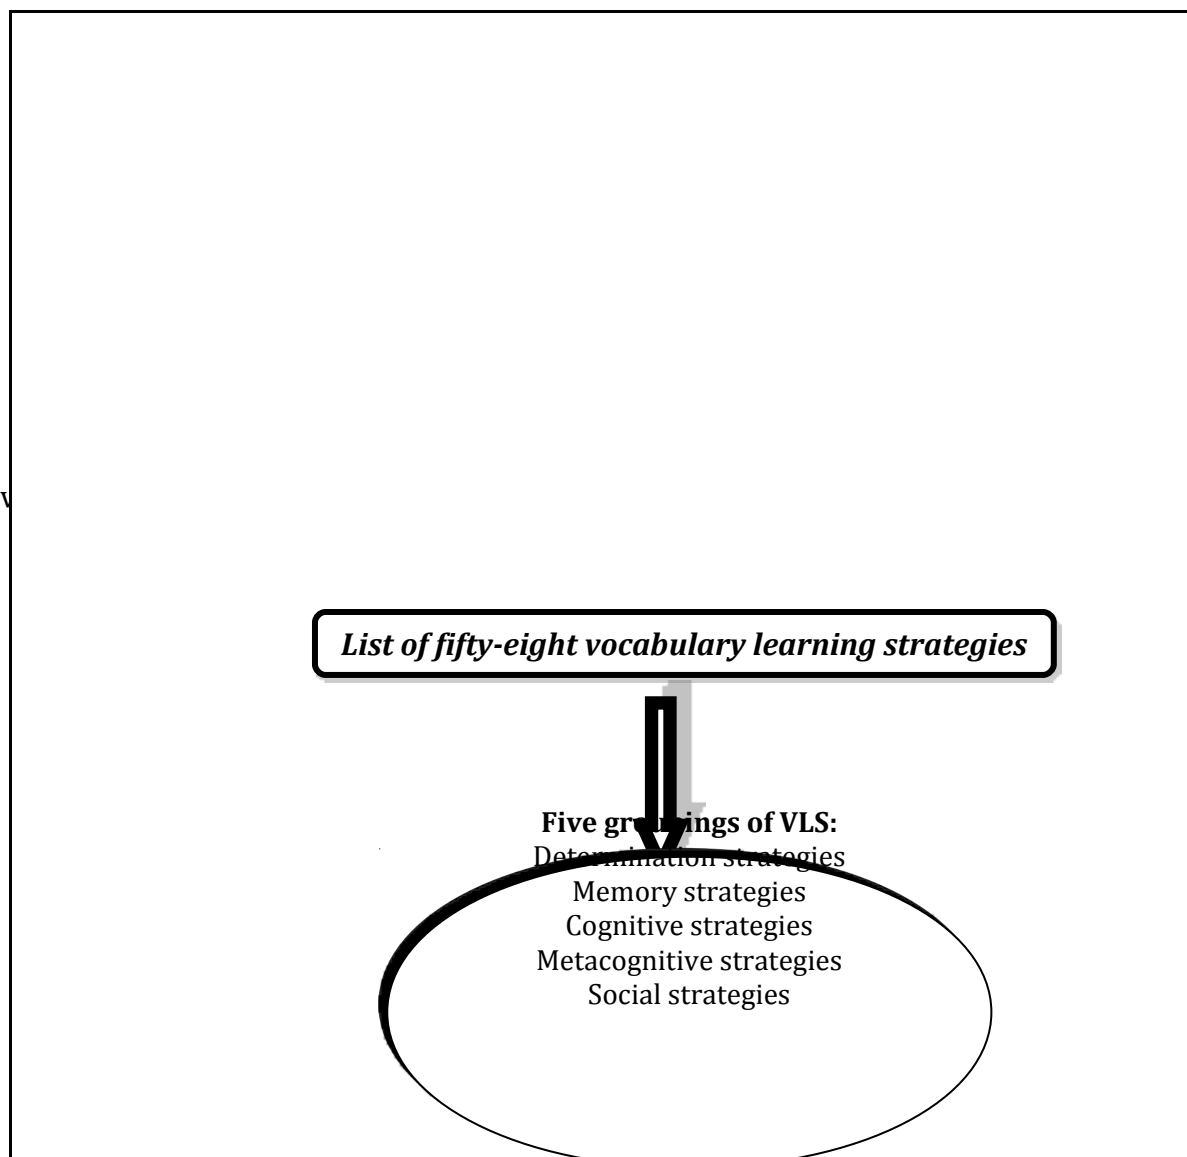 List of fifty-eight vocabulary learning strategies
Five groupings of VLS:
Determination strategies
Memory strategies
Cognitive strategies
Metacognitive strategies
Social strategies